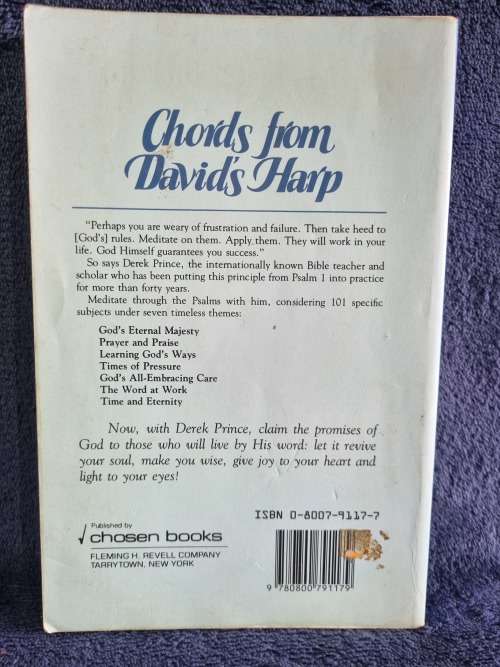 Chords from
David's Harp
"Perhaps you are weary of frustration and failure. Then take heed to
[God's] rules. Meditate on them. Apply them. They will work in your
life. God Himself guarantees you success."
So says Derek Prince, the internationally known Bible teacher and
scholar who has been putting this principle from Psalm 1 into practice
for more than forty years.
Meditate through the Psalms with him, considering 101 specific
subjects under seven timeless themes:
God's Eternal Majesty
Prayer and Praise
Learning God's Ways
Times of Pressure
God's All-Embracing Care
The Word at Work
Time and Eternity
Now, with Derek Prince, claim the promises of
God to those who will live by His word: let it revive
your soul, make you wise, give joy to your heart and
light to your eyes!
ISBN 0-8007-9117-7
Published by
chosen books
FLEMING H. REVELL COMPANY
TARRYTOWN, NEW YORK
9 780800 791179